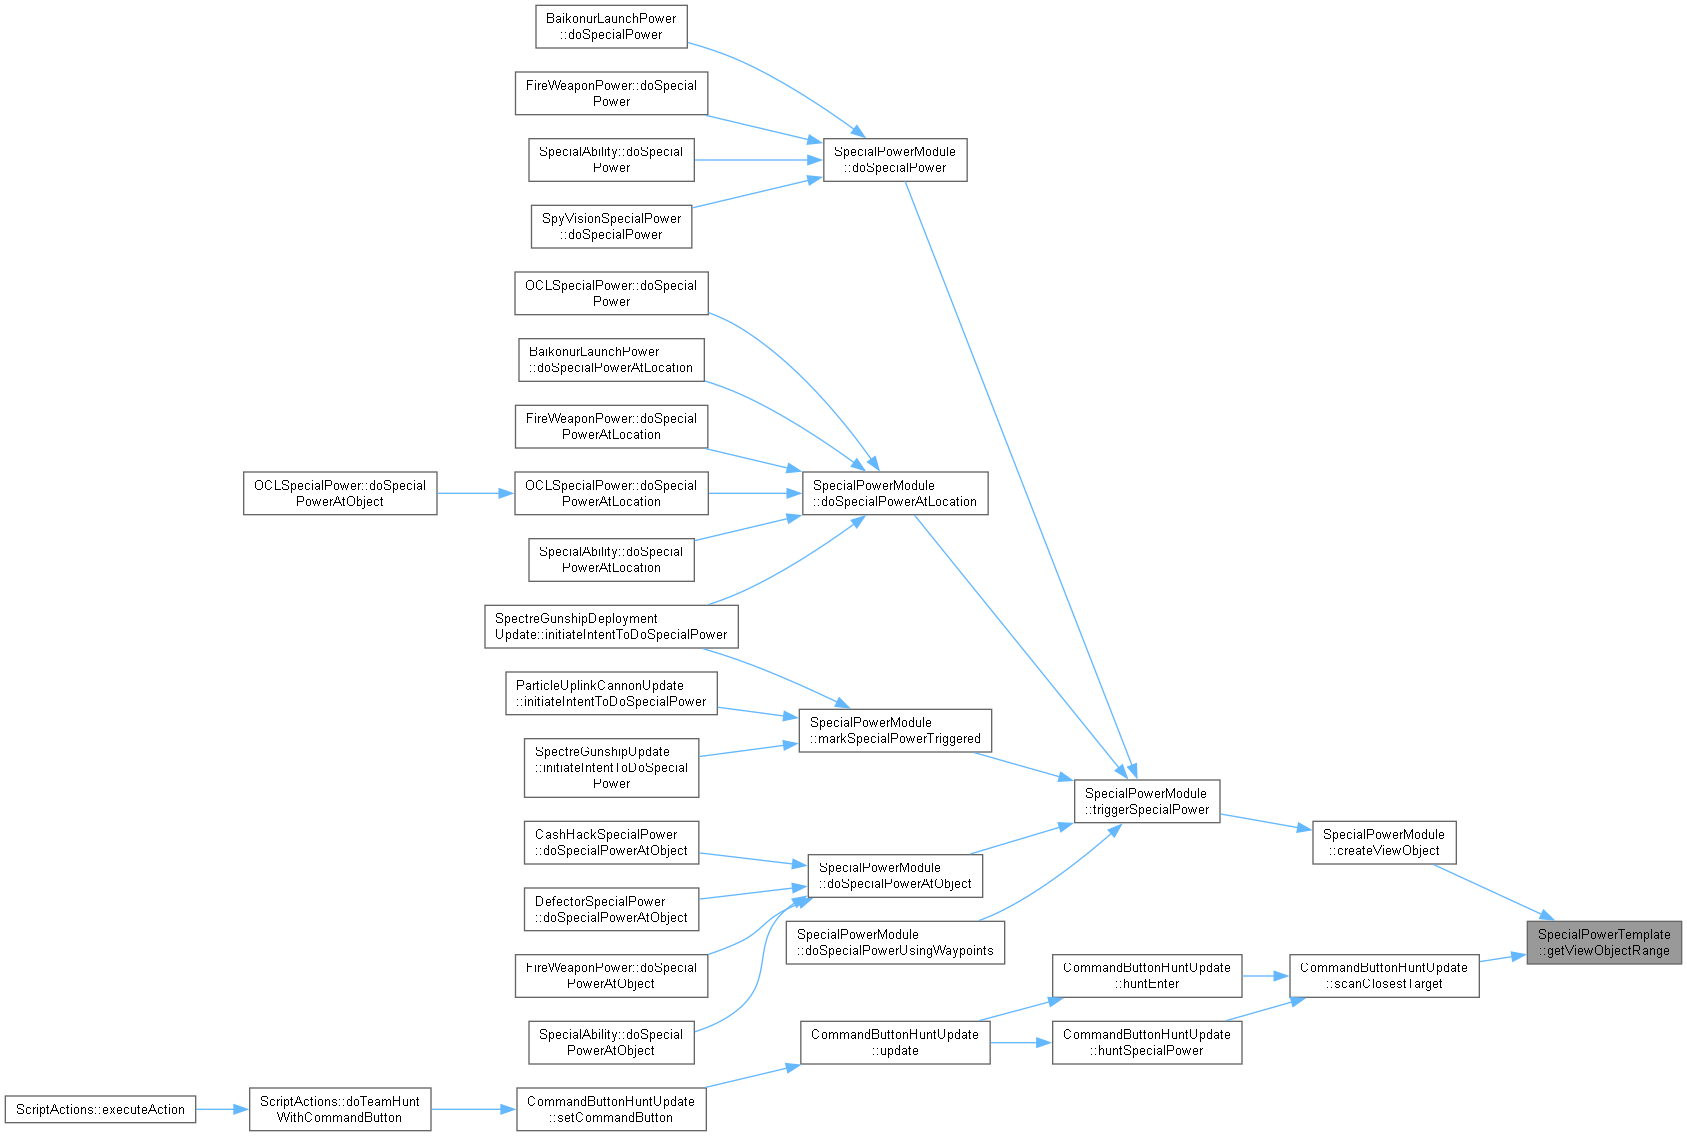 BaikonurLaunchPower
::doSpecialPower
FireWeaponPower::doSpecial
Power
SpecialAbility::doSpecial
Power
SpecialPowerModule
::doSpecialPower
SpyVisionSpecialPower
::doSpecialPower
OCLSpecialPower::doSpecial
Power
BaikonurLaunchPower
::doSpecialPowerAtLocation
FireWeaponPower::doSpecial
PowerAtLocation
OCLSpecialPower::doSpecial
PowerAtObject
OCLSpecialPower::doSpecial
PowerAtLocation
SpecialPowerModule
::doSpecialPowerAtLocation
SpecialAbility::doSpecial
PowerAtLocation
SpectreGunshipDeployment
Update::initiateIntentToDoSpecialPower
ParticleUplinkCannonUpdate
::initiateIntentToDoSpecialPower
SpecialPowerModule
::markSpecialPowerTriggered
SpectreGunshipUpdate
::initiateIntentToDoSpecial
Power
SpecialPowerModule
::triggerSpecialPower
CashHackSpecialPower
::doSpecialPowerAtObject
SpecialPowerModule
::createViewObject
SpecialPowerModule
::doSpecialPowerAtObject
DefectorSpecialPower
::doSpecialPowerAtObject
SpecialPowerModule
::doSpecialPowerUsingWaypoints
SpecialPowerTemplate
::getViewObjectRange
FireWeaponPower::doSpecial
PowerAtObject
CommandButtonHuntUpdate
::huntEnter
CommandButtonHuntUpdate
::scanClosestTarget
SpecialAbility::doSpecial
PowerAtObject
CommandButtonHuntUpdate
::update
CommandButtonHuntUpdate
::huntSpecialPower
ScriptActions::executeAction
ScriptActions::doTeamHunt
WithCommandButton
CommandButtonHuntUpdate
::setCommandButton